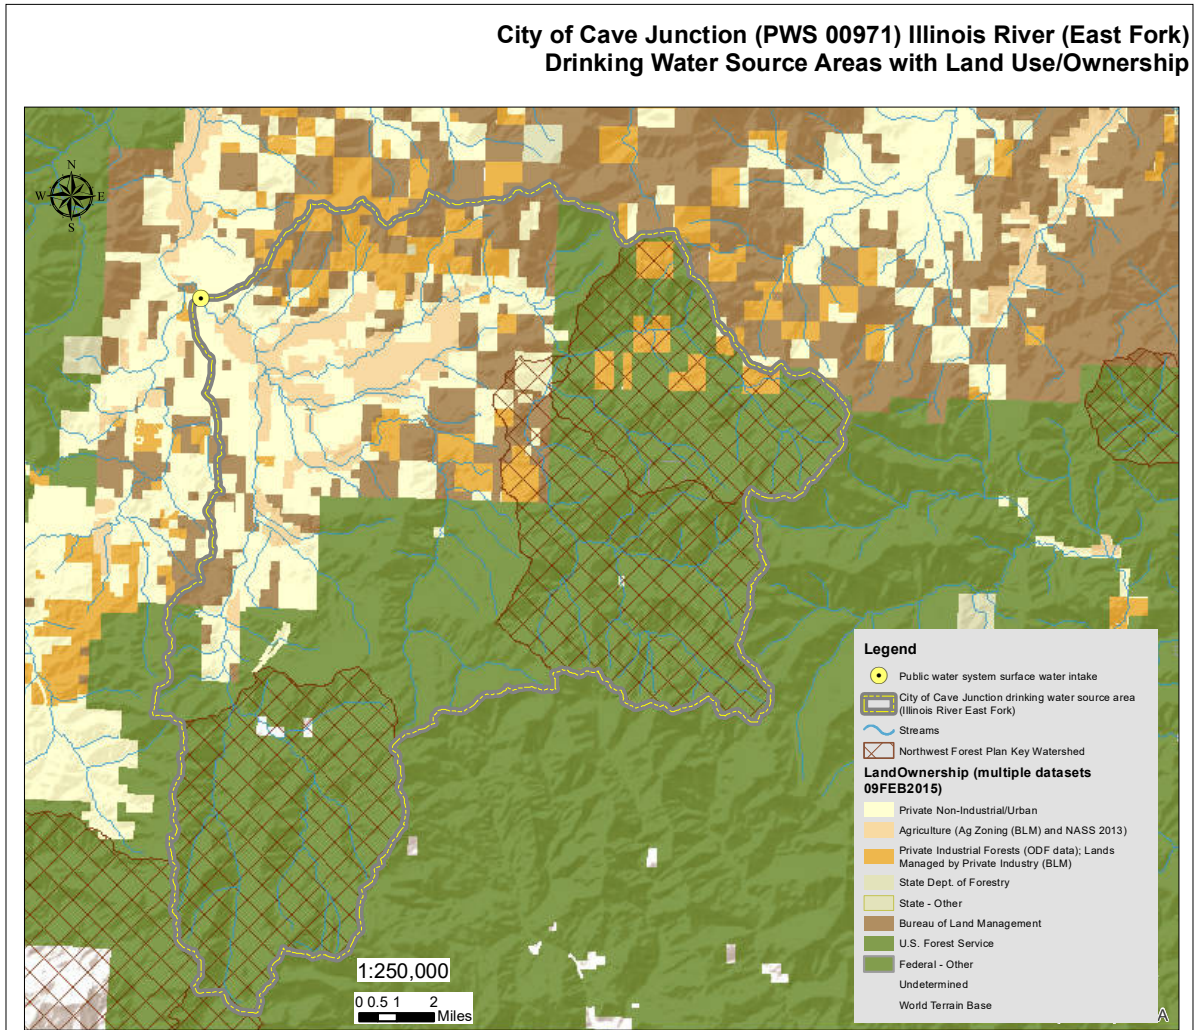 City of Cave Junction (PWS 00971) Illinois River (East Fork)
Drinking Water Source Areas with Land Use/Ownership
N
W
E
S
Legend
Public water system surface water intake
City of Cave Junction drinking water source area
(Illinois River East Fork)
Streams
Northwest Forest Plan Key Watershed
LandOwnership (multiple datasets
09FEB2015)
Private Non-Industrial/Urban
Agriculture (Ag Zoning (BLM) and NASS 2013)
Private Industrial Forests (ODF data); Lands
Managed by Private Industry (BLM)
State Dept. of Forestry
State - Other
Bureau of Land Management
U.S. Forest Service
Federal - Other
Undetermined
World Terrain Base
1:250,000
0 0.5 1 2
Miles
A